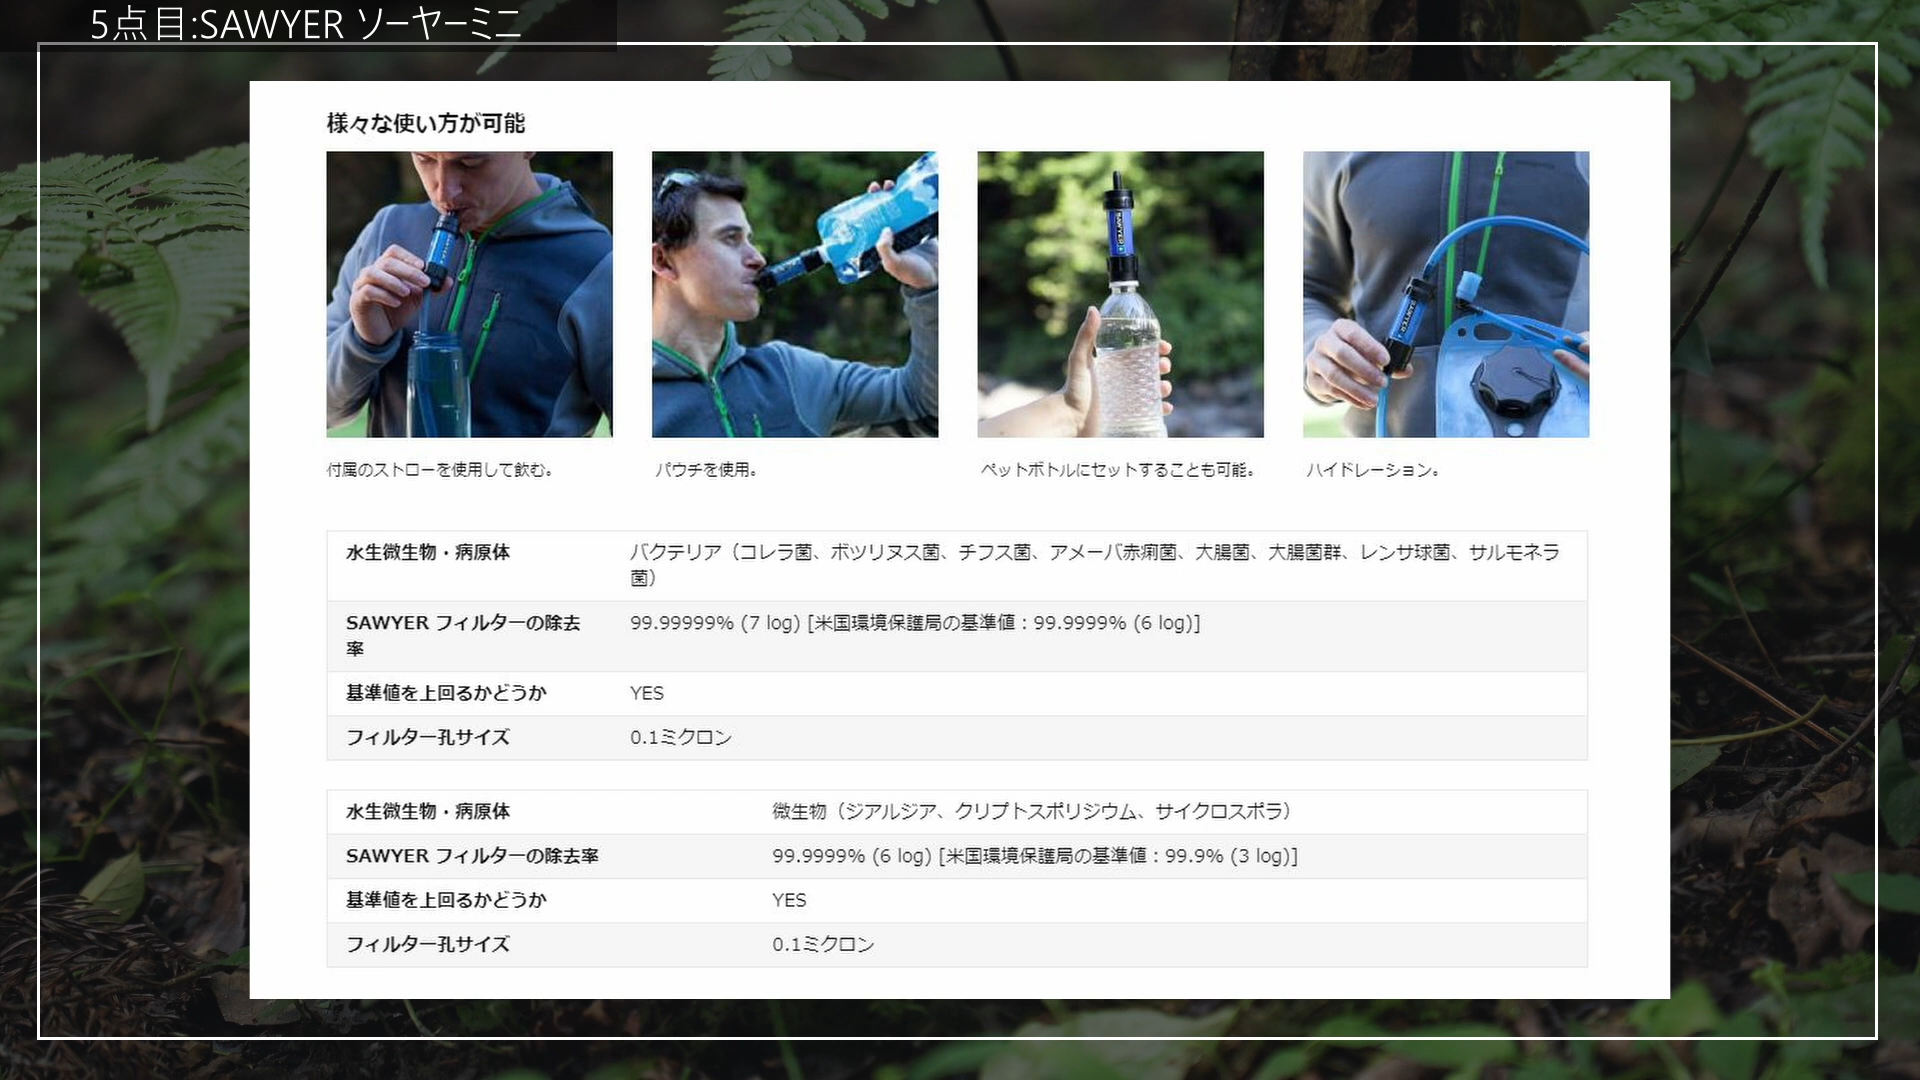 5点目:SAWYER ソーヤーミニ
様々な使い方が可能
付属のストローを使用して飲む。
パウチを使用。
ペットボトルにセットすることも可能。
ハイドレーション。
水生微生物・病原体
バクテリア（コレラ菌、ボツリヌス菌、チフス菌、アメーバ赤痢菌、大腸菌、大腸菌群、レンサ球菌、サルモネラ
菌）
SAWYER フィルターの除去
率
99.99999% (7 log) [米国環境保護局の基準値：99.9999% (6 log)]
基準値を上回るかどうか
YES
フィルター孔サイズ
0.1ミクロン
水生微生物・病原体
微生物（ジアルジア、クリプトスポリジウム、サイクロスポラ）
SAWYER フィルターの除去率
99.9999% (6 log) [米国環境保護局の基準値：99.9% (3 log)]
基準値を上回るかどうか
YES
フィルター孔サイズ
0.1ミクロン